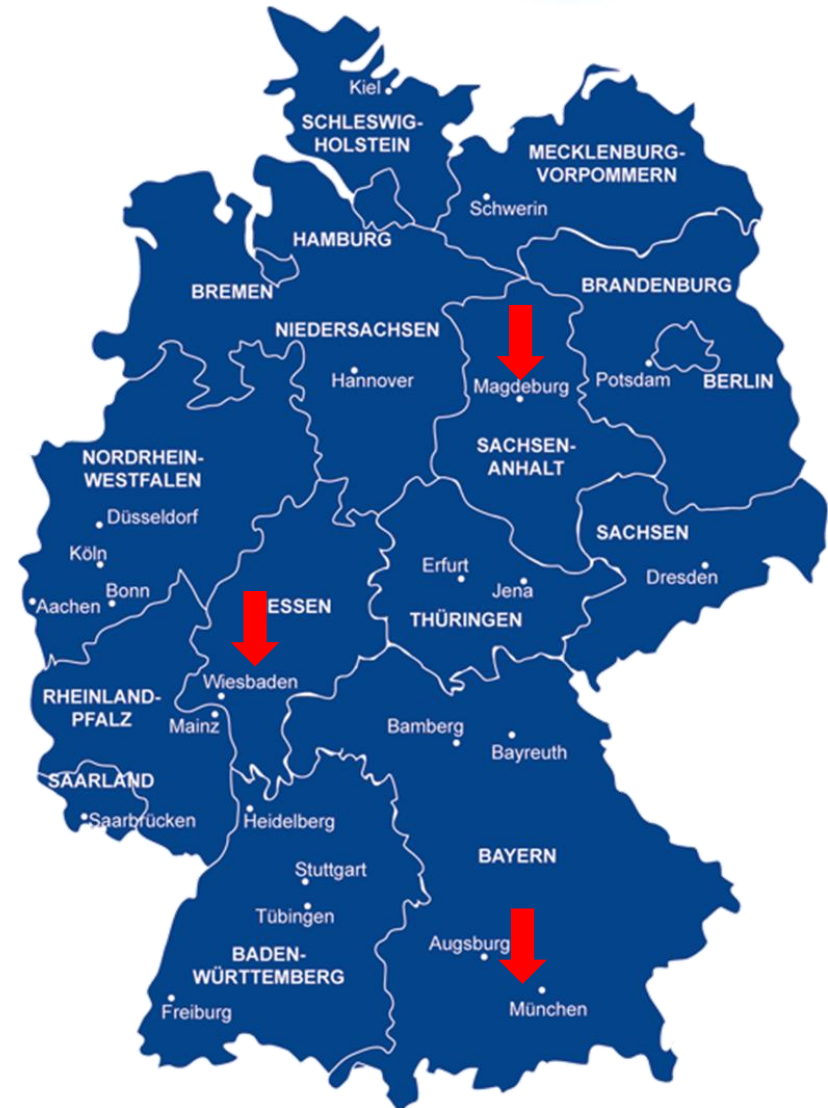 Kiel
SCHLESWIG-
HOLSTEIN
MECKLENBURG-
VORPOMMERN
Schwerin
HAMBURG
BREMEN
BRANDENBURG
NIEDERSACHSEN
Hannover
Magdeburg
Potsdam
BERLIN
SACHSEN-
ANHALT
NORDRHEIN-
WESTFALEN
Düsseldorf
Köln
Bonn
Aachen
SACHSEN
Dresden
Erfurt
Jena
THÜRINGEN
ESSEN
Wiesbaden
RHEINLAND-
PFALZ
Mainz
Bamberg
Bayreuth
SAARLAND
Saarbrücken
Heidelberg
Stuttgart
Tübingen
BAYERN
BADEN-
WÜRTTEMBERG
Augsburg
München
Freiburg